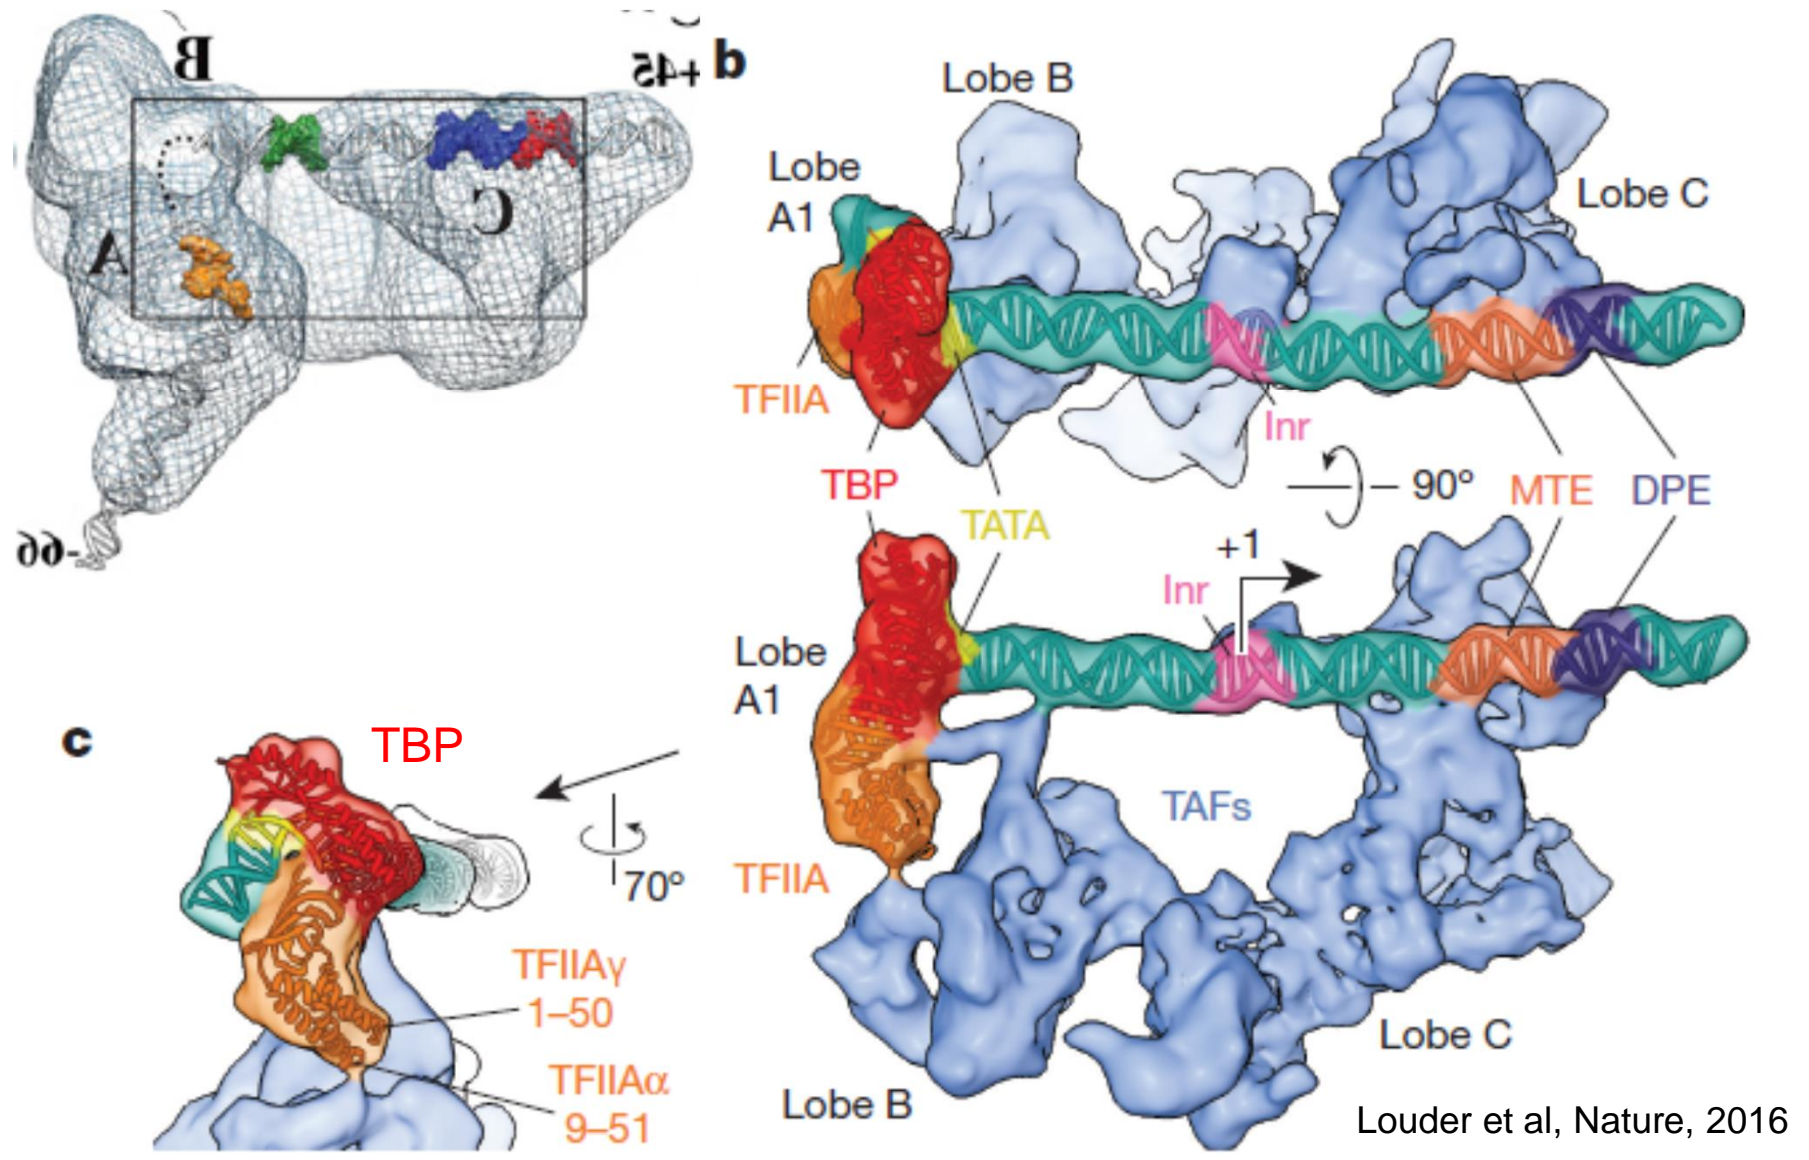 B
+45
A
C
-66
b
Lobe B
Lobe
A1
Lobe C
TFIIA
Inr
TBP
TATA
90º
MTE
DPE
+1
Inr
Lobe
A1
TAFs
TFIIA
Lobe B
Lobe C
c
TBP
70º
TFIIAγ
1–50
TFIIAα
9–51
Louder et al, Nature, 2016